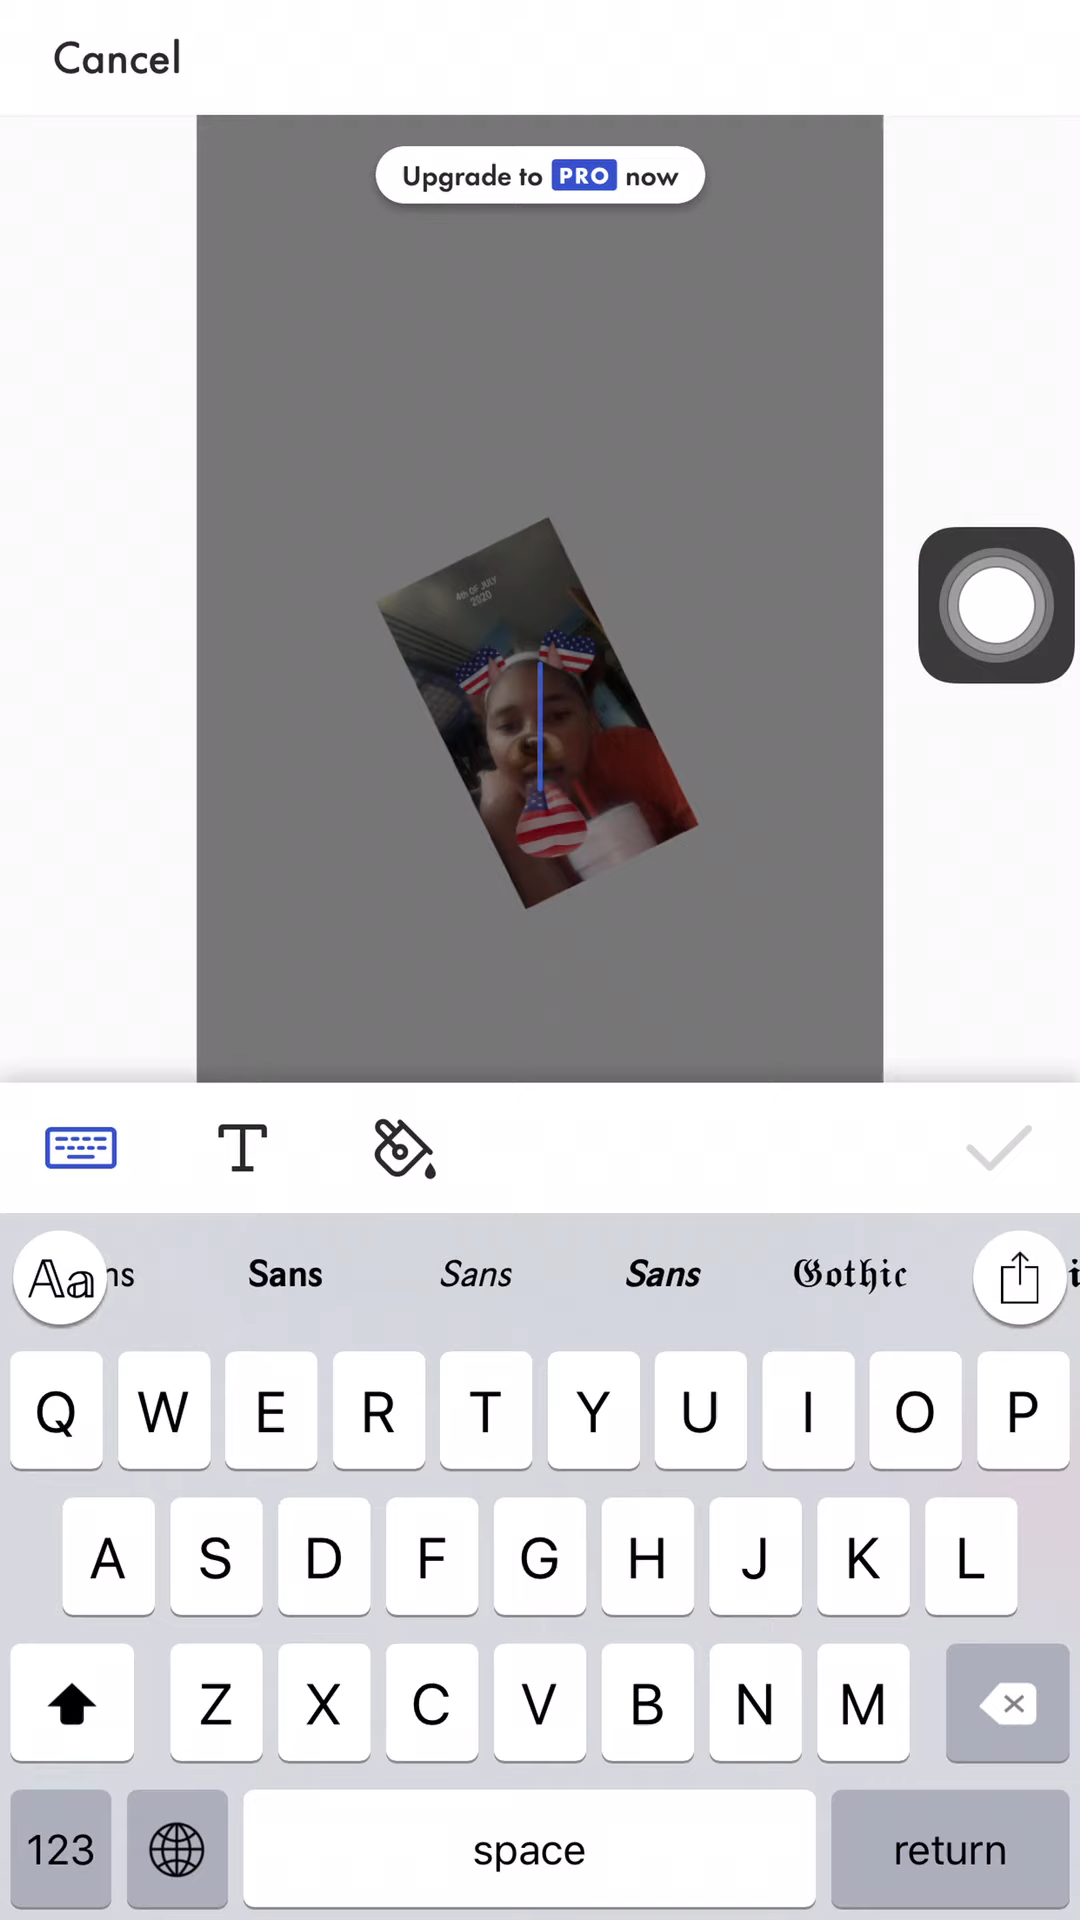 Cancel
Upgrade to PRO now
4th OF JULY
2020
Aa ns Sans Sans Sans Gothic i
Q W E R T Y U I O P
A S D F G H J K L
Z X C V B N M
123 space return